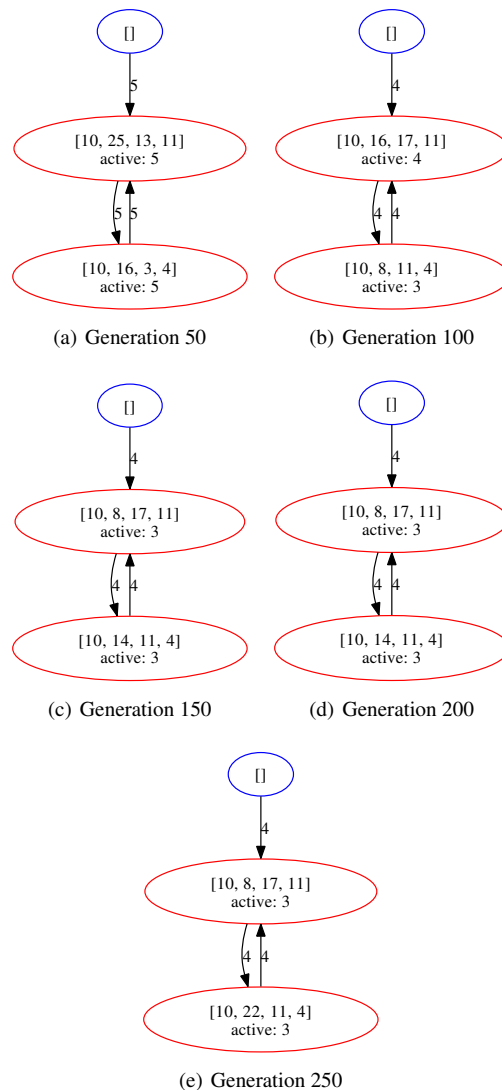 []
5
[10, 25, 13, 11]
active: 5
5 5
[10, 16, 3, 4]
active: 5
(a) Generation 50
[]
4
[10, 16, 17, 11]
active: 4
4 4
[10, 8, 11, 4]
active: 3
(b) Generation 100
[]
4
[10, 8, 17, 11]
active: 3
4 4
[10, 14, 11, 4]
active: 3
(c) Generation 150
[]
4
[10, 8, 17, 11]
active: 3
4 4
[10, 14, 11, 4]
active: 3
(d) Generation 200
[]
4
[10, 8, 17, 11]
active: 3
4 4
[10, 22, 11, 4]
active: 3
(e) Generation 250